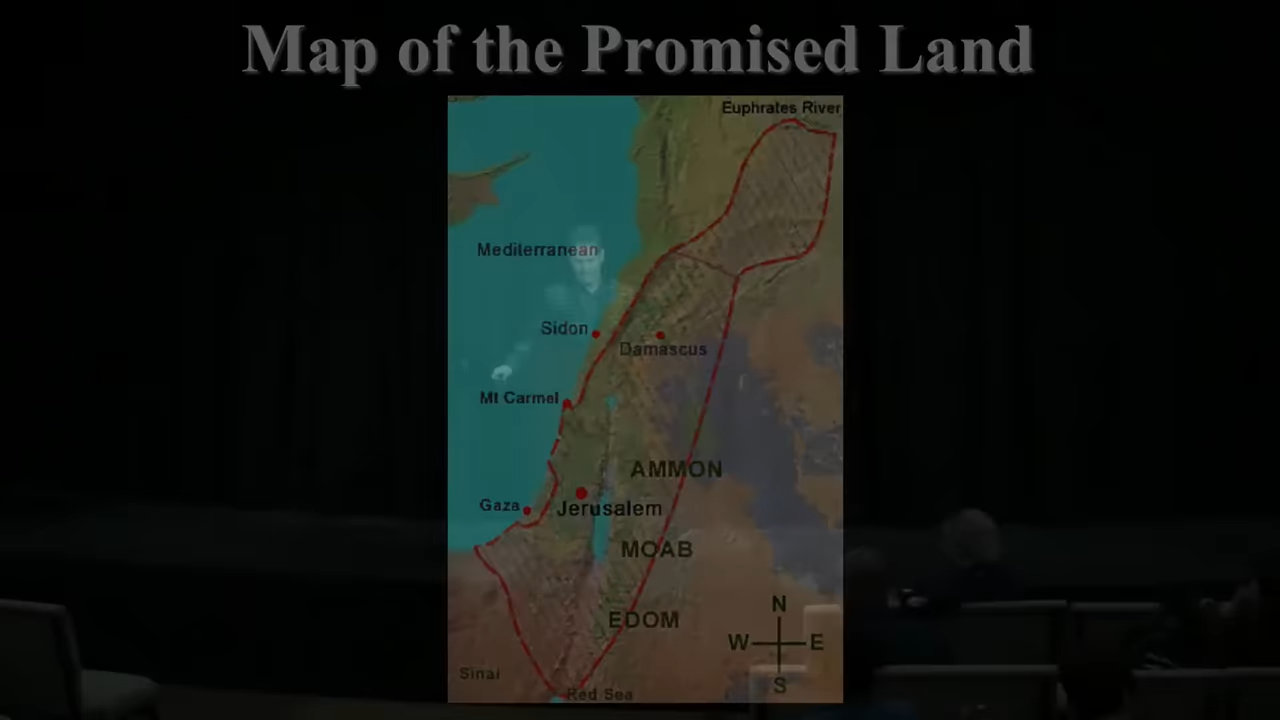 Map of the Promised Land
Euphrates River
Mediterranean
Sidon
Damascus
Mt Carmel
AMMON
Gaza
Jerusalem
MOAB
N
EDOM
W E
Sinai
S
Red Sea